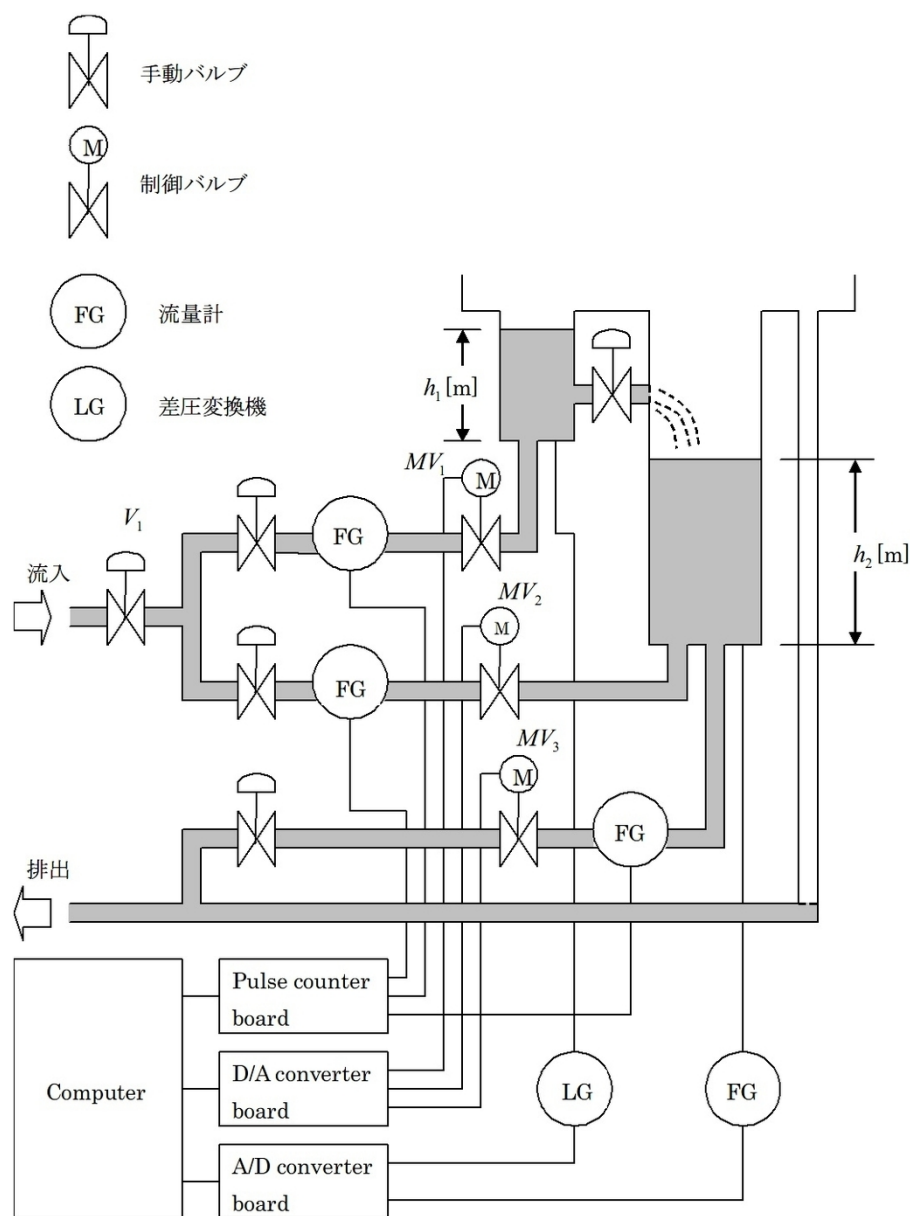 手動バルブ
M
制御バルブ
FG
流量計
LG
差圧変換機
h₁[m]
MV₁
M
V₁
FG
h₂[m]
流入
MV₂
M
FG
MV₃
M
FG
排出
Pulse counter
board
D/A converter
board
Computer
LG
FG
A/D converter
board